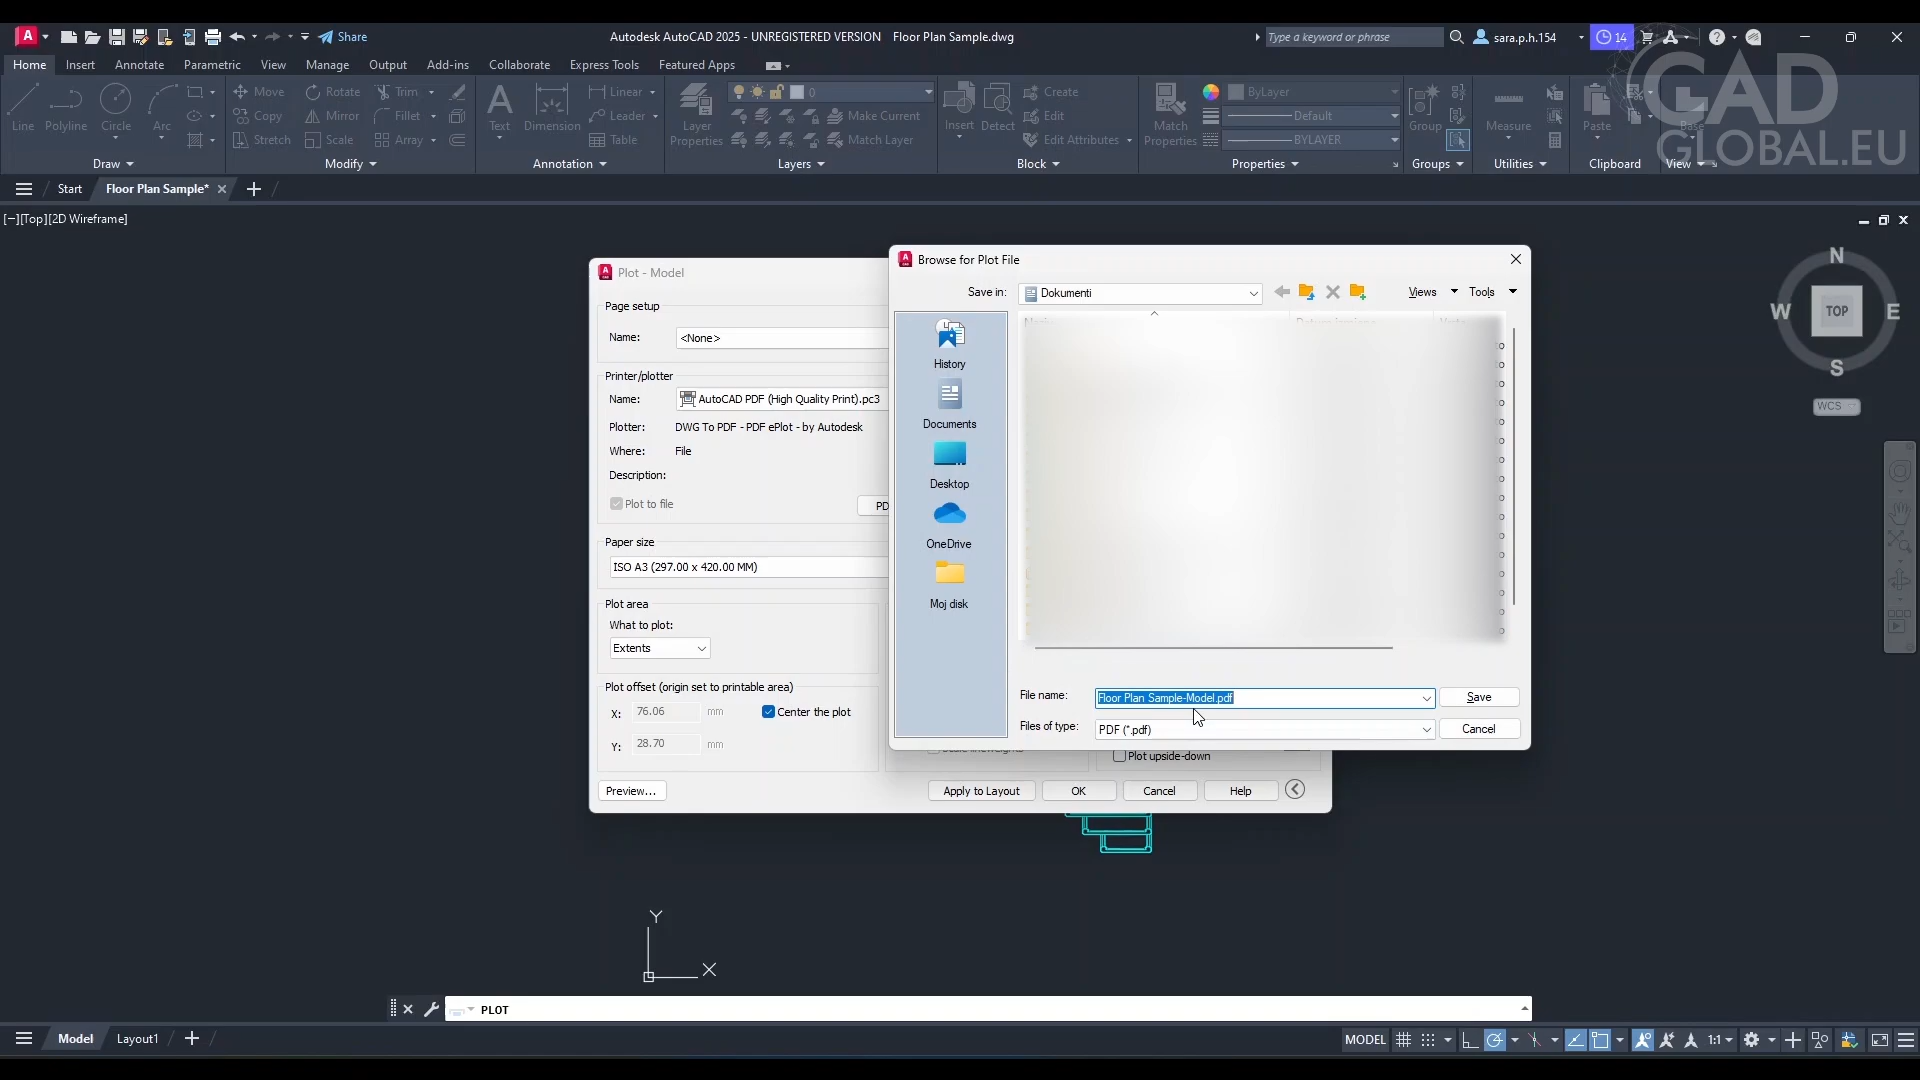 Share
Autodesk AutoCAD 2025 - UNREGISTERED VERSION Floor Plan Sample.dwg
Type a keyword or phrase
sara.p.h.154
14
Home Insert Annotate Parametric View Manage Output Add-ins Collaborate Express Tools Featured Apps
Line Polyline Circle Arc
Move Rotate Trim
Copy Mirror Fillet
Stretch Scale Array
Text Dimension
Linear
Leader
Table
Layer Properties
0
Make Current
Match Layer
Insert Detect
Create
Edit
Edit Attributes
Match Properties
ByLayer
Default
BYLAYER
Group
Measure
Paste
Base
Draw Modify Annotation Layers Block Properties Groups Utilities Clipboard View
CAD
GLOBAL.EU
Start Floor Plan Sample*
[−][Top][2D Wireframe]
N
W TOP E
S
WCS
Plot - Model
Page setup
Name: <None>
Printer/plotter
Name: AutoCAD PDF (High Quality Print).pc3
Plotter: DWG To PDF - PDF ePlot - by Autodesk
Where: File
Description:
Plot to file
PD
Paper size
ISO A3 (297.00 x 420.00 MM)
Plot area
What to plot:
Extents
Plot offset (origin set to printable area)
X: 76.06 mm Center the plot
Y: 28.70 mm
Plot upside-down
Preview... Apply to Layout OK Cancel Help
Browse for Plot File
Save in: Dokumenti Views Tools
History
Documents
Desktop
OneDrive
Moj disk
File name: Floor Plan Sample-Model.pdf Save
Files of type: PDF (*.pdf) Cancel
Y
X
PLOT
Model Layout1
MODEL 1:1